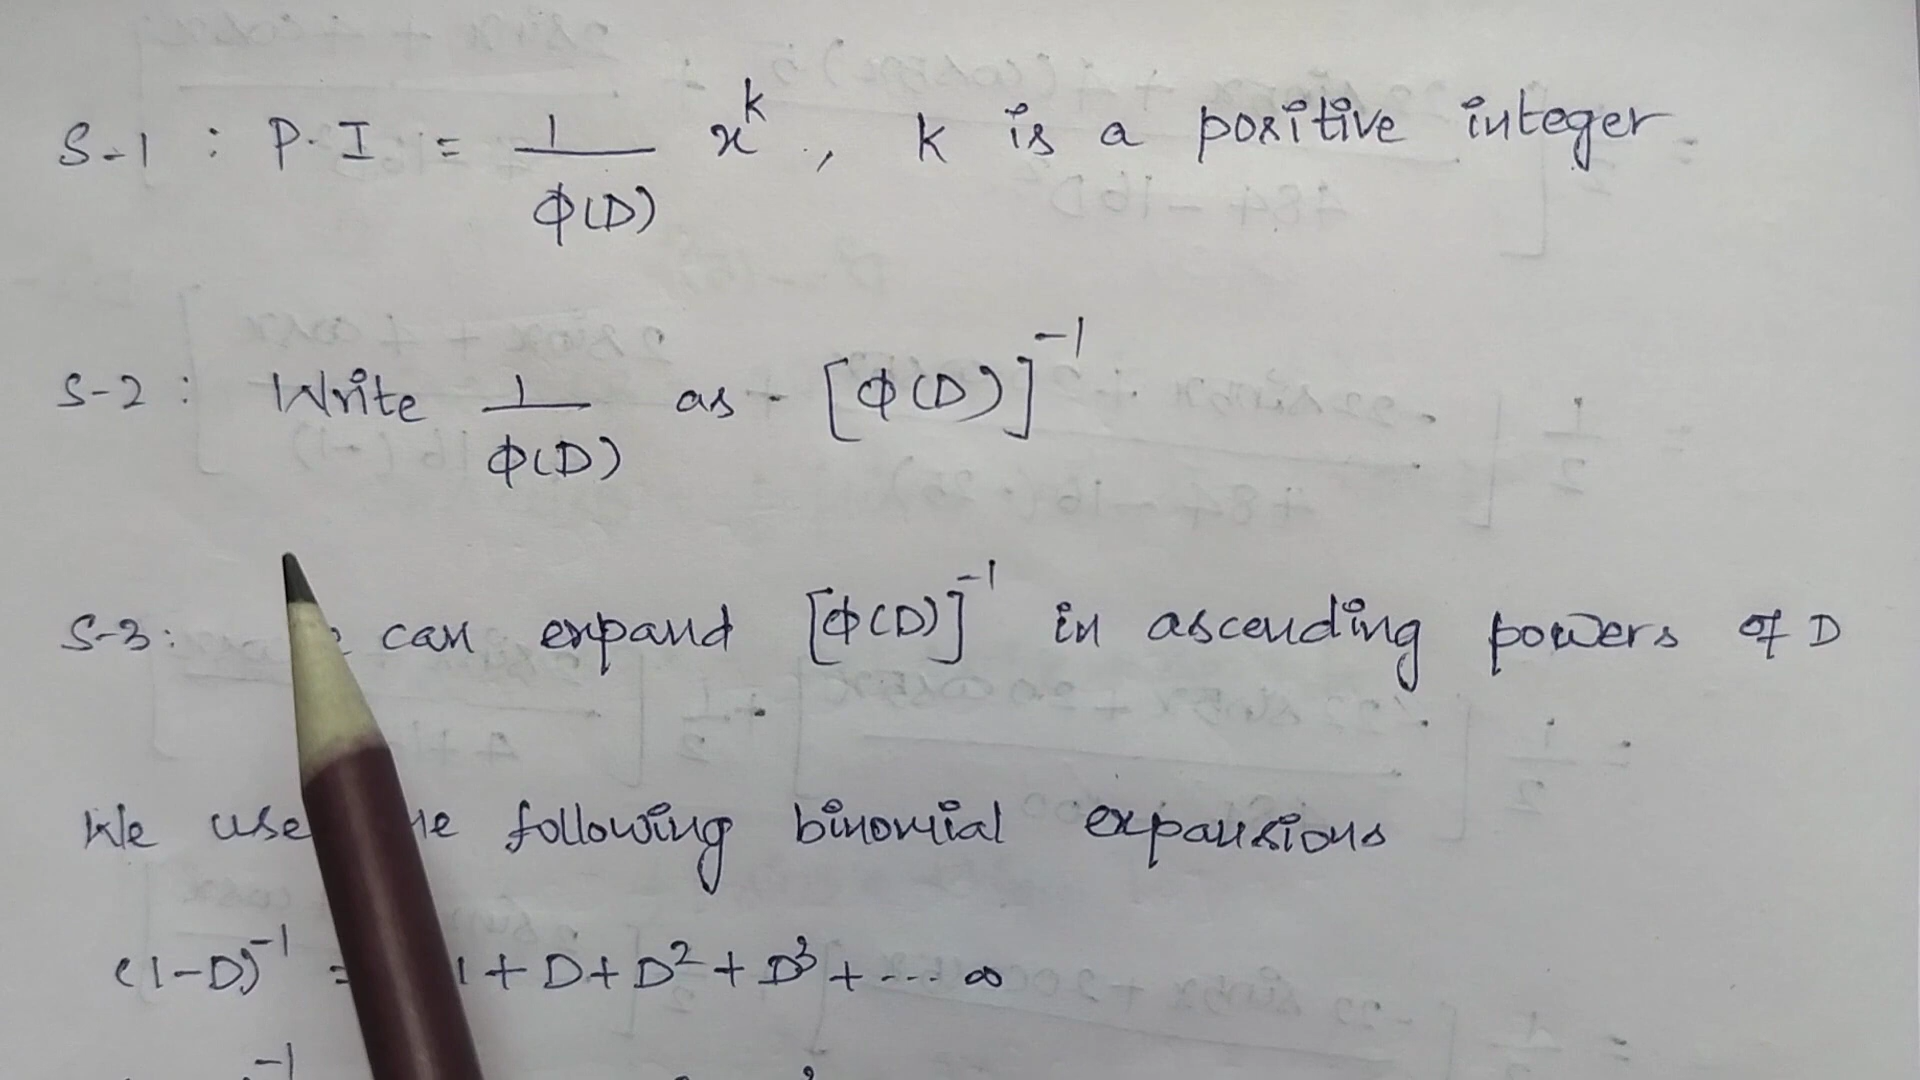 S-1 : P.I = 1/φ(D) x^k, k is a positive integer
S-2 : Write 1/φ(D) as [φ(D)]^-1
S-3: can expand [φ(D)]^-1 in ascending powers of D
We use following binomial expansions
(1-D)^-1 = 1 + D + D^2 + D^3 + --- ∞